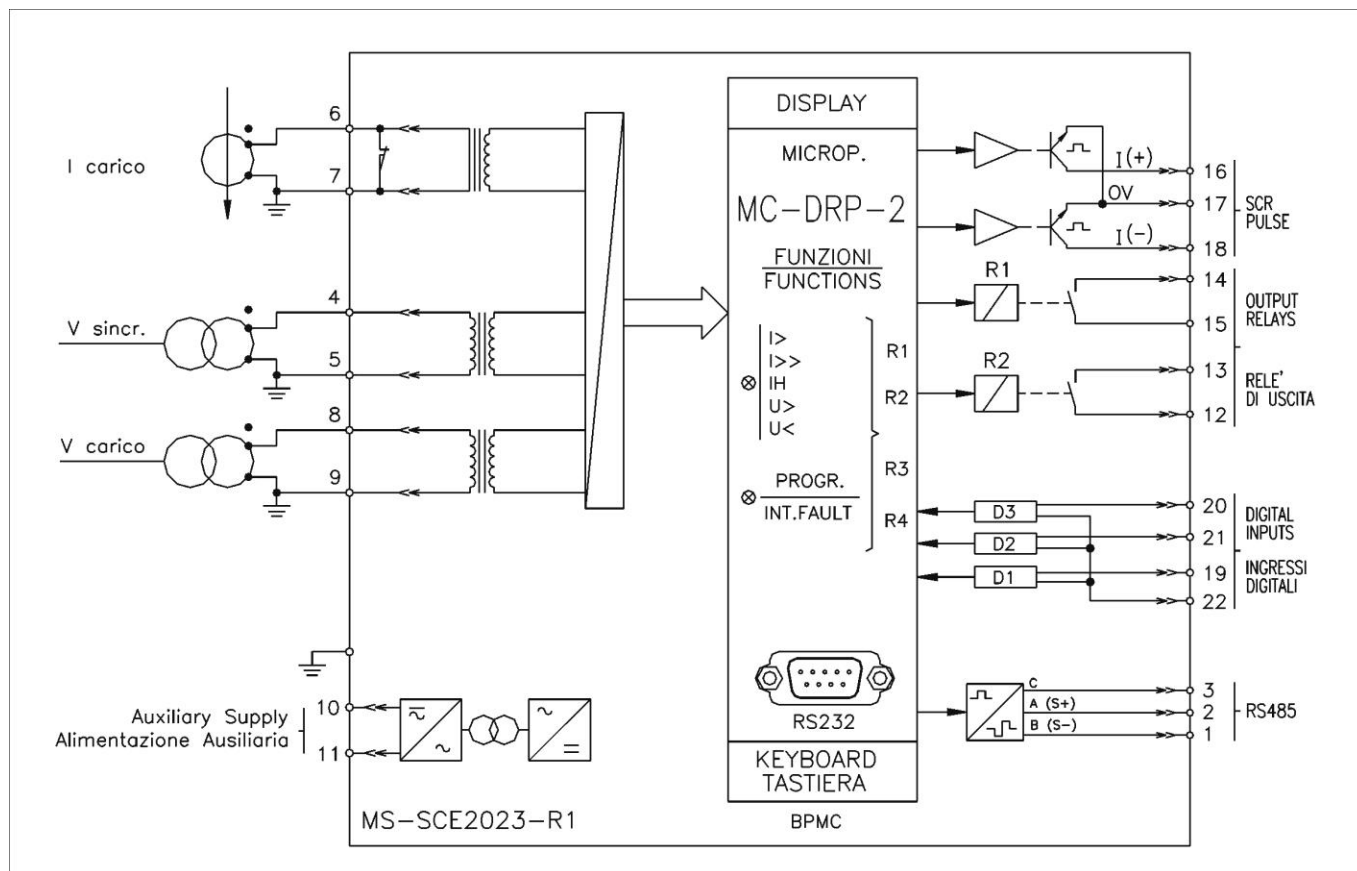 I carico
6
7
V sincr.
4
5
V carico
8
9
Auxiliary Supply
Alimentazione Ausiliaria
10
11
MS-SCE2023-R1
DISPLAY
MICROP.
MC-DRP-2
FUNZIONI
FUNCTIONS
I>
I>>
IH
U>
U<
PROGR.
INT.FAULT
R1
R2
R3
R4
RS232
KEYBOARD
TASTIERA
BPMC
I(+)
0V
I(-)
16
17
18
SCR
PULSE
R1
14
15
OUTPUT
RELAYS
R2
13
12
RELE'
DI USCITA
D3
D2
D1
20
21
19
22
DIGITAL
INPUTS
INGRESSI
DIGITALI
C
A (S+)
B (S-)
3
2
1
RS485